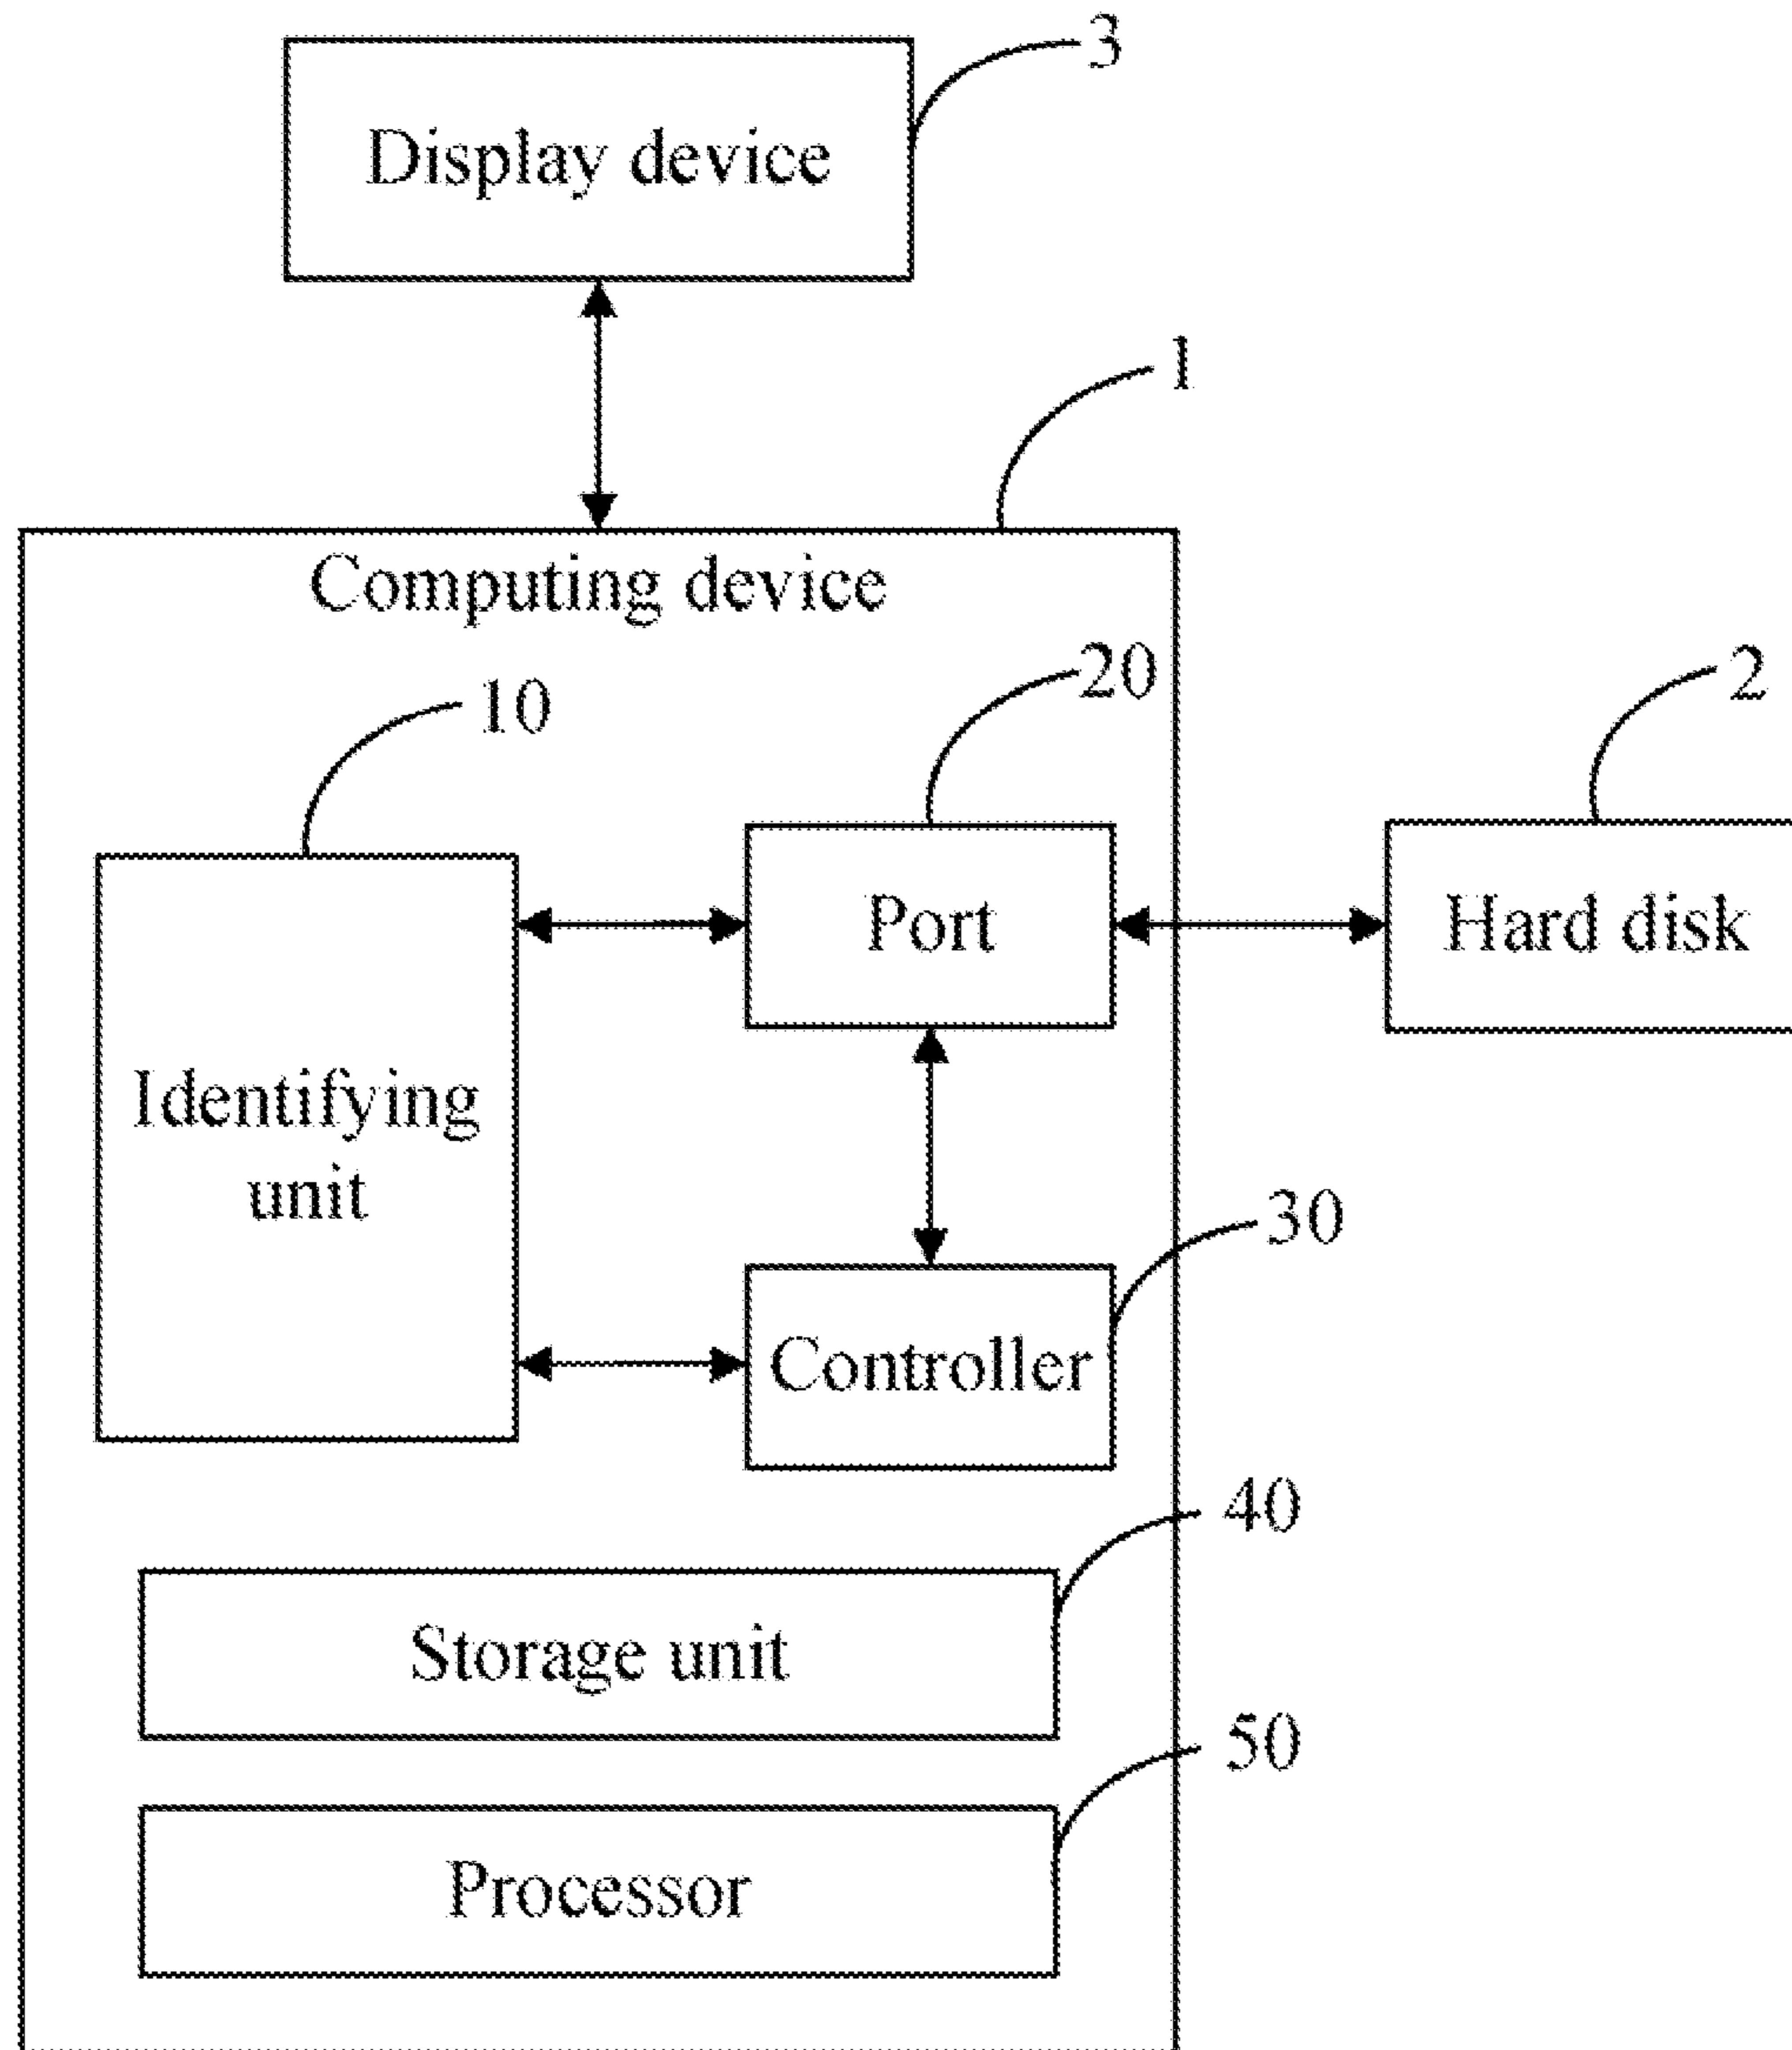 3
Display device
1
Computing device
20
2
10
Port
Hard disk
Identifying
unit
30
Controller
40
Storage unit
50
Processor